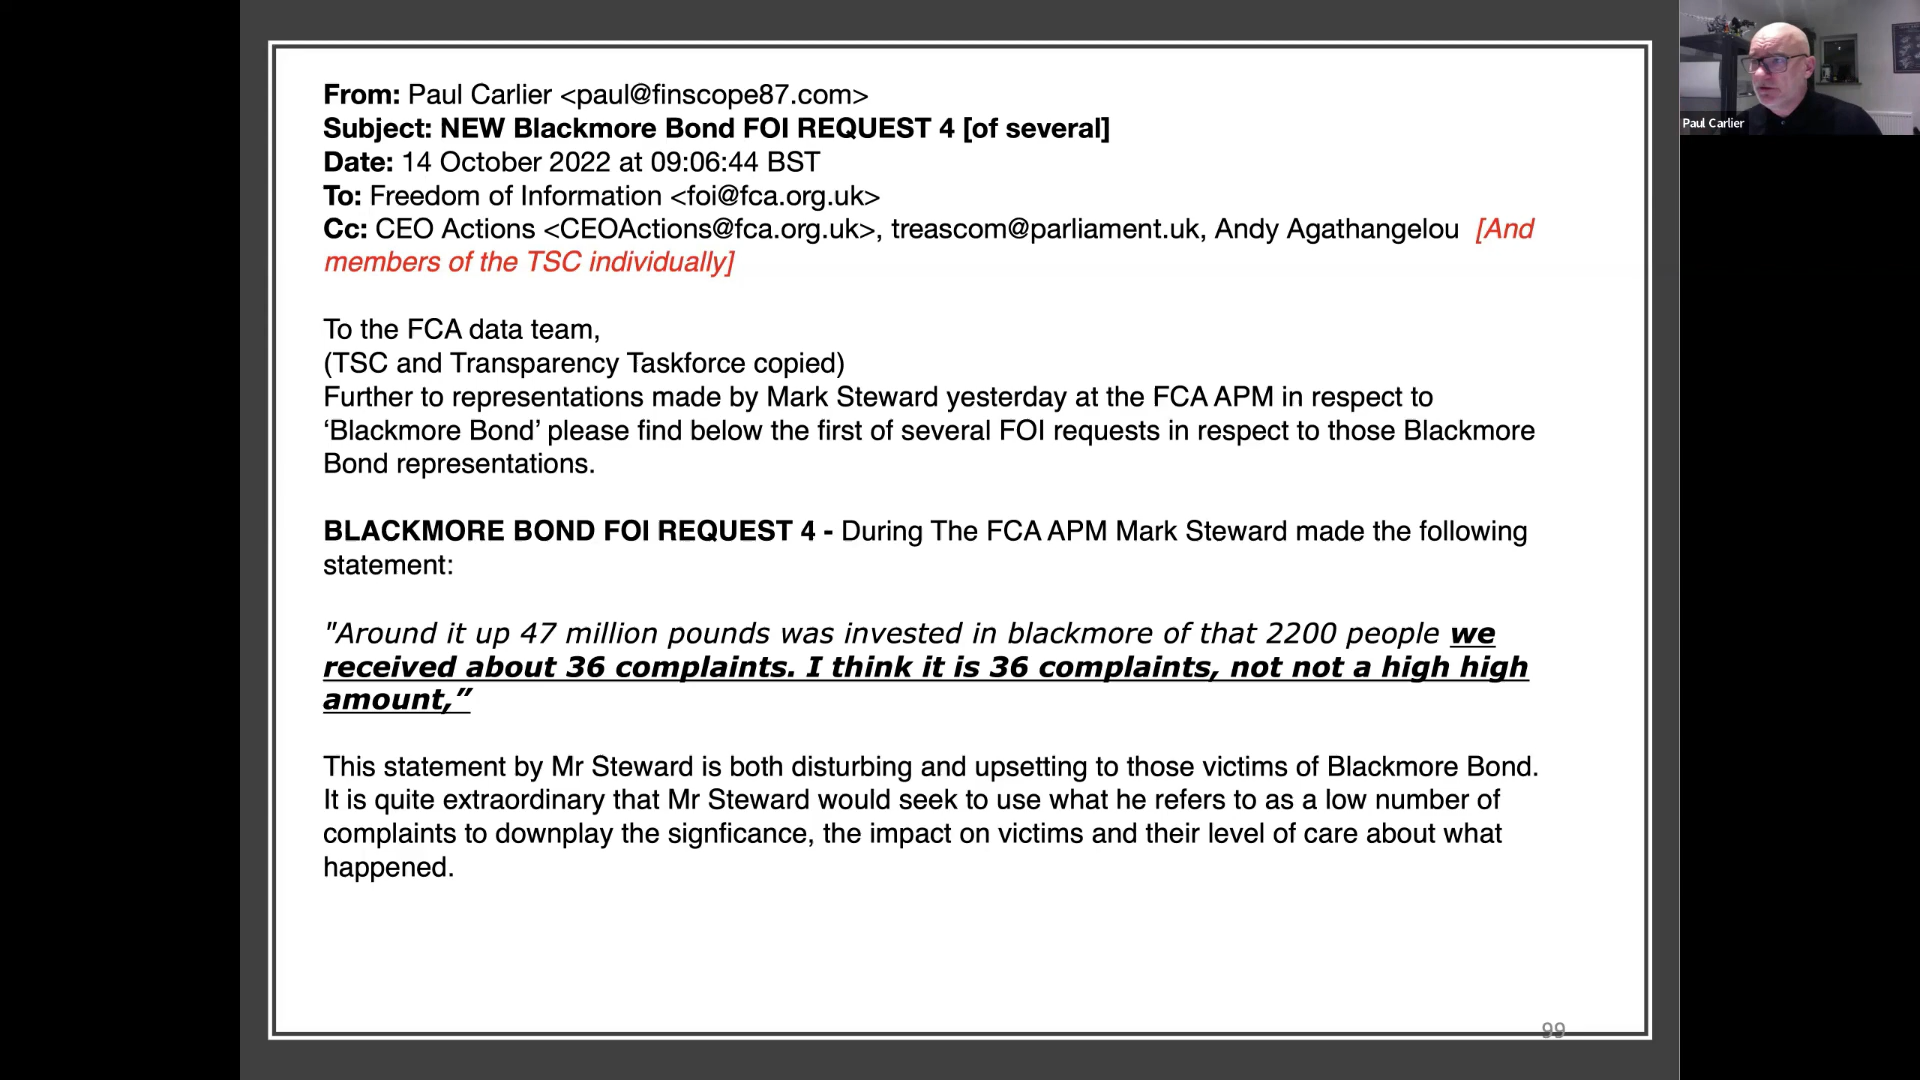 From: Paul Carlier <paul@finscope87.com>
Subject: NEW Blackmore Bond FOI REQUEST 4 [of several]
Date: 14 October 2022 at 09:06:44 BST
To: Freedom of Information <foi@fca.org.uk>
Cc: CEO Actions <CEOActions@fca.org.uk>, treascom@parliament.uk, Andy Agathangelou [And
members of the TSC individually]
To the FCA data team,
(TSC and Transparency Taskforce copied)
Further to representations made by Mark Steward yesterday at the FCA APM in respect to
‘Blackmore Bond’ please find below the first of several FOI requests in respect to those Blackmore
Bond representations.
BLACKMORE BOND FOI REQUEST 4 - During The FCA APM Mark Steward made the following
statement:
"Around it up 47 million pounds was invested in blackmore of that 2200 people we
received about 36 complaints. I think it is 36 complaints, not not a high high
amount,”
This statement by Mr Steward is both disturbing and upsetting to those victims of Blackmore Bond.
It is quite extraordinary that Mr Steward would seek to use what he refers to as a low number of
complaints to downplay the signficance, the impact on victims and their level of care about what
happened.
99
Paul Carlier